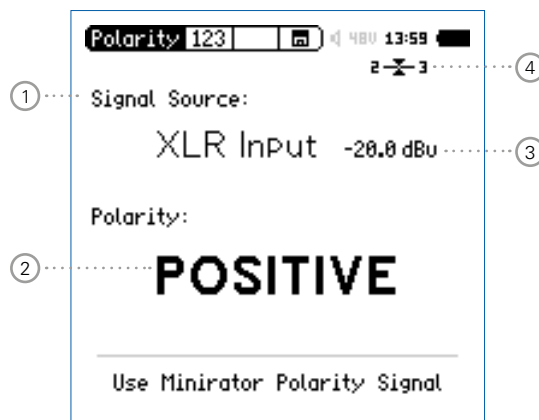 Polarity 123 48V 13:59
2 3 4
1 Signal Source:
XLR Input -20.0 dBu 3
Polarity:
2 POSITIVE
Use Minirator Polarity Signal